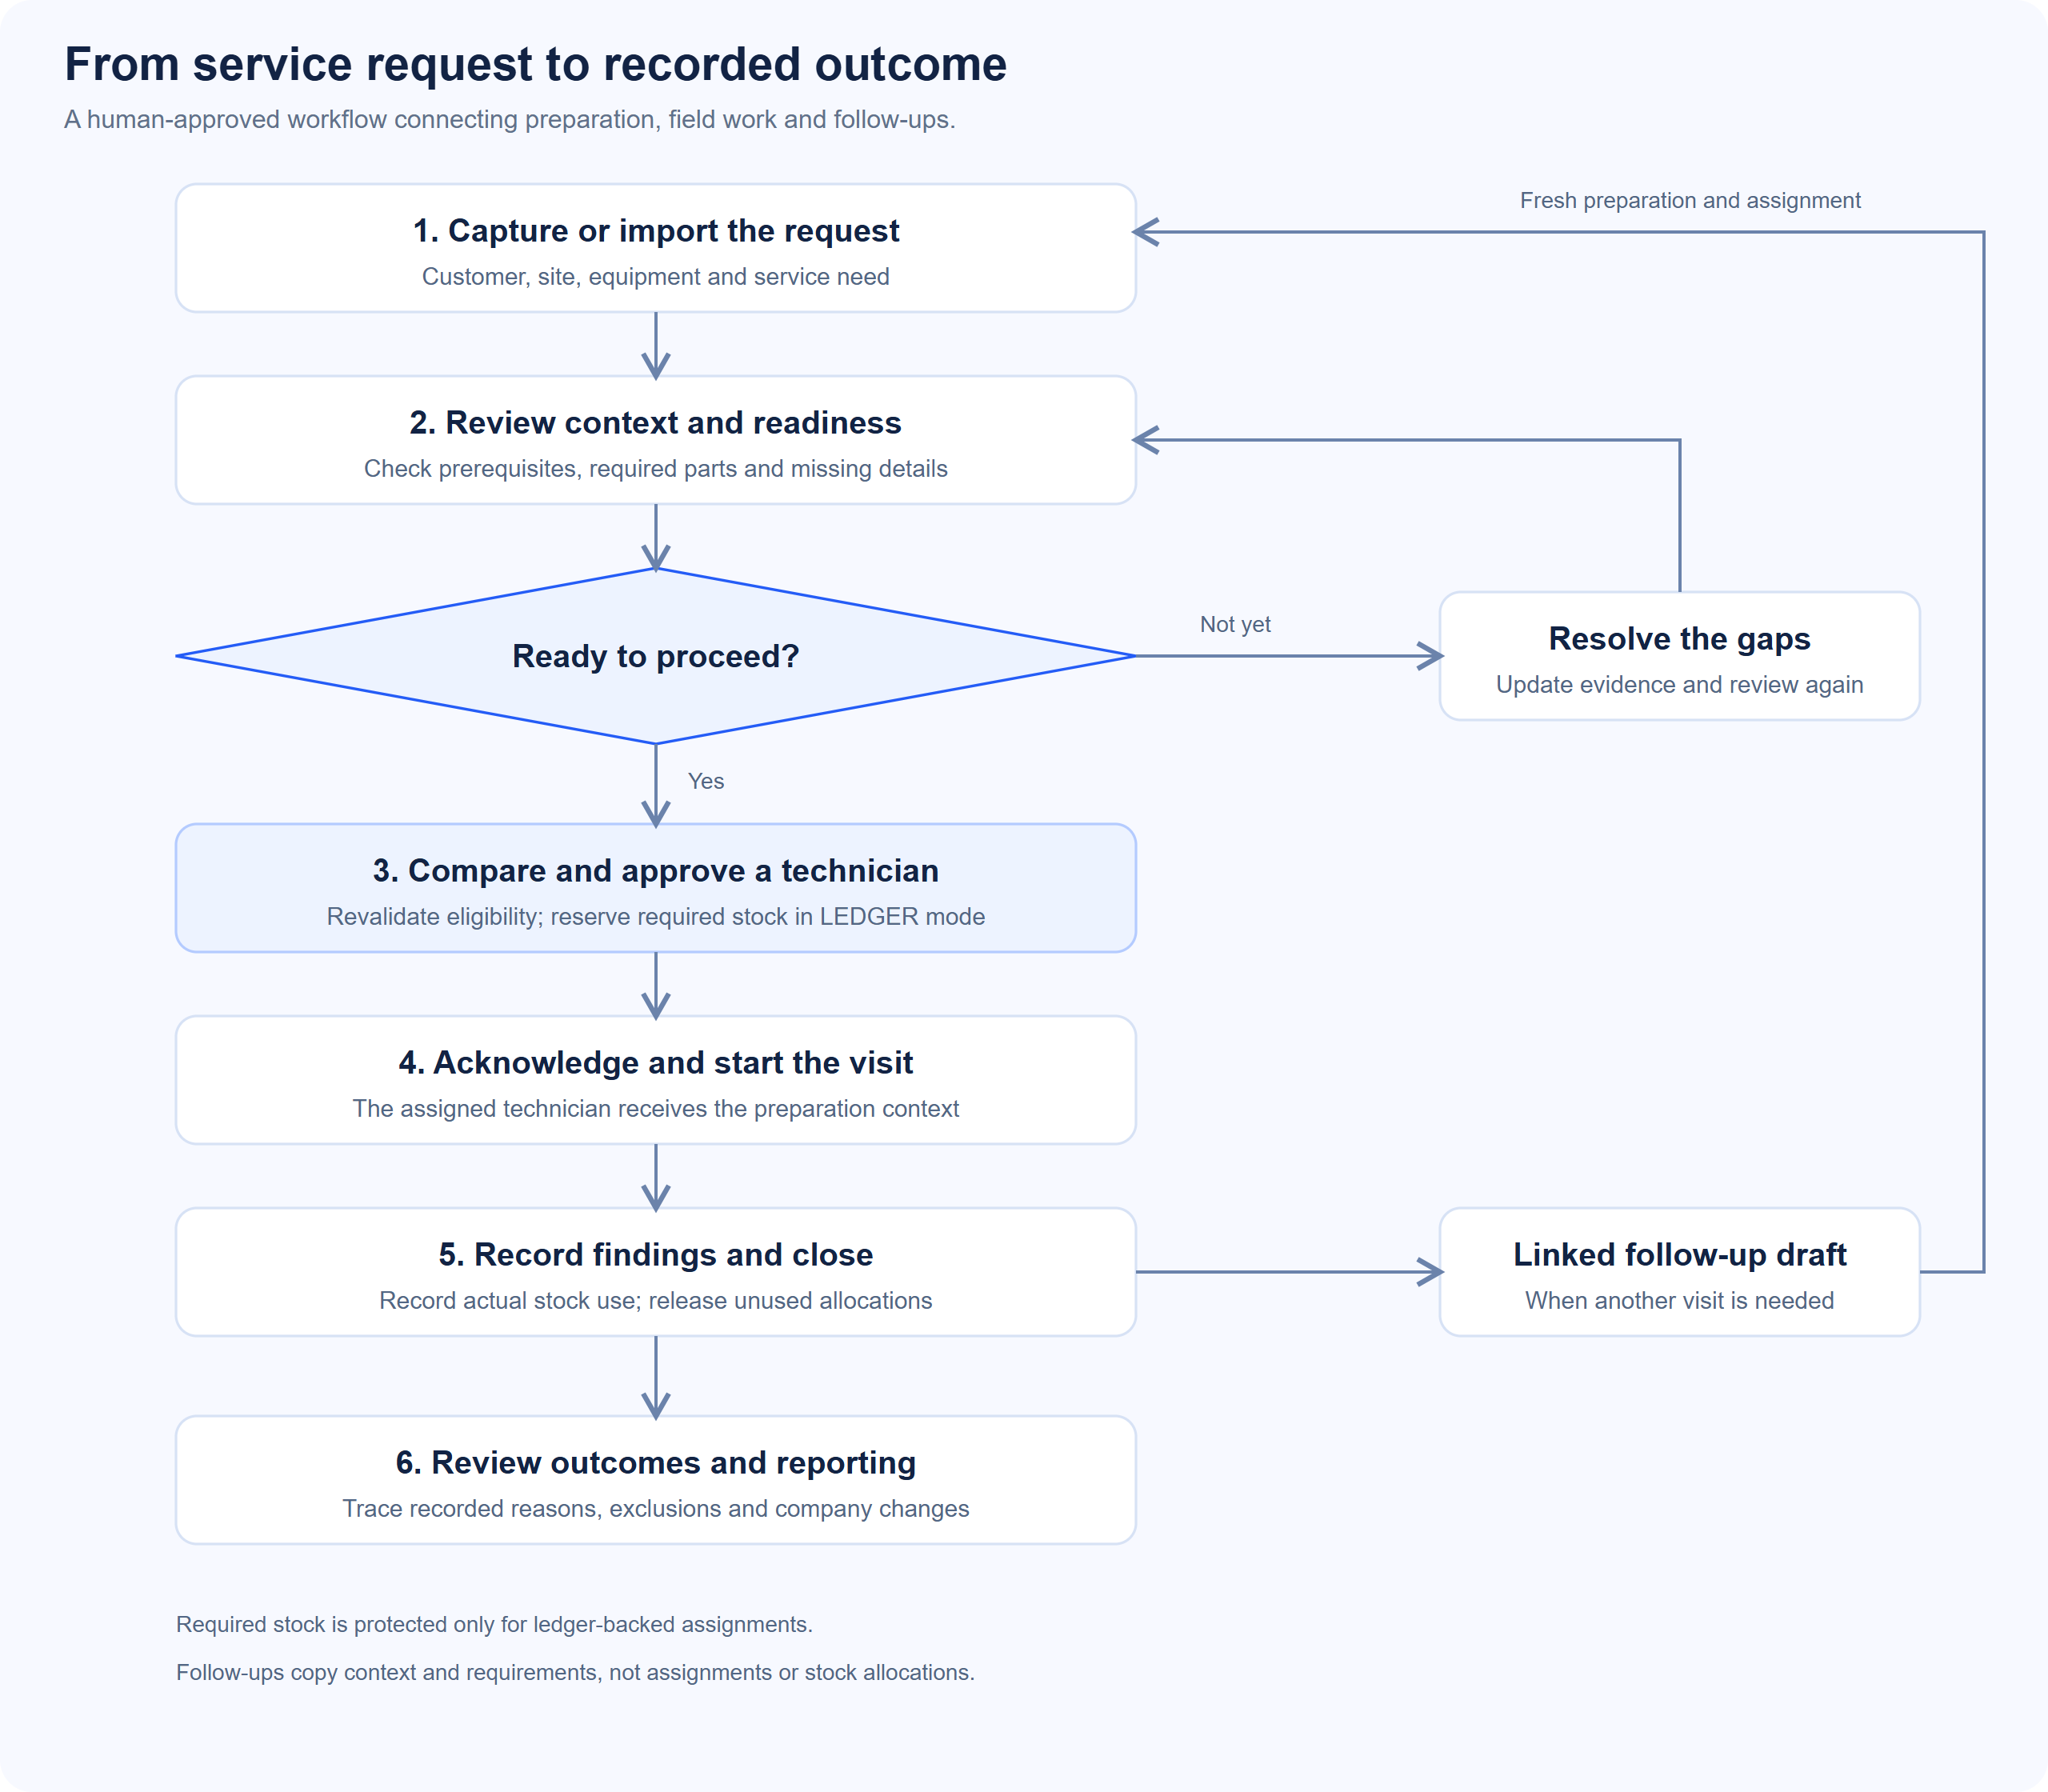 From service request to recorded outcome
A human-approved workflow connecting preparation, field work and follow-ups.
Fresh preparation and assignment
1. Capture or import the request
Customer, site, equipment and service need
2. Review context and readiness
Check prerequisites, required parts and missing details
Ready to proceed?
Not yet
Resolve the gaps
Update evidence and review again
Yes
3. Compare and approve a technician
Revalidate eligibility; reserve required stock in LEDGER mode
4. Acknowledge and start the visit
The assigned technician receives the preparation context
5. Record findings and close
Record actual stock use; release unused allocations
Linked follow-up draft
When another visit is needed
6. Review outcomes and reporting
Trace recorded reasons, exclusions and company changes
Required stock is protected only for ledger-backed assignments.
Follow-ups copy context and requirements, not assignments or stock allocations.